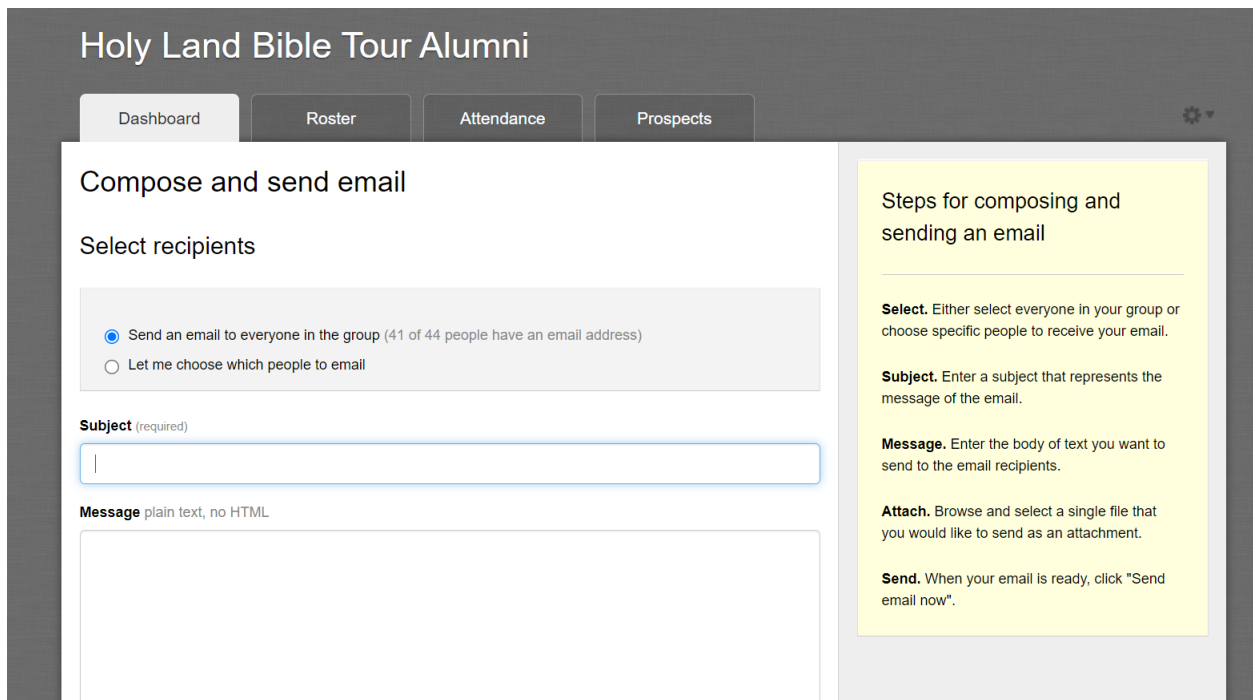 Holy Land Bible Tour Alumni
Dashboard
Roster
Attendance
Prospects
Compose and send email
Select recipients
Send an email to everyone in the group (41 of 44 people have an email address)
Let me choose which people to email
Subject (required)
Message plain text, no HTML
Steps for composing and
sending an email
Select. Either select everyone in your group or
choose specific people to receive your email.
Subject. Enter a subject that represents the
message of the email.
Message. Enter the body of text you want to
send to the email recipients.
Attach. Browse and select a single file that
you would like to send as an attachment.
Send. When your email is ready, click "Send
email now".